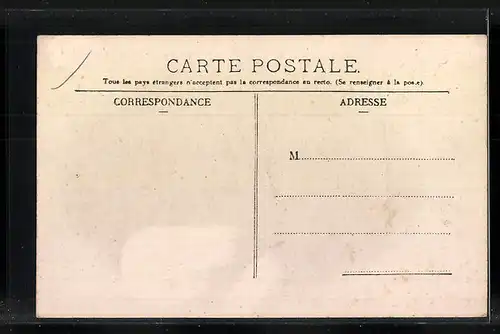 CARTE POSTALE.
Tous les pays étrangers n'acceptent pas la correspondance au recto. (Se renseigner à la poste).
CORRESPONDANCE
ADRESSE
M